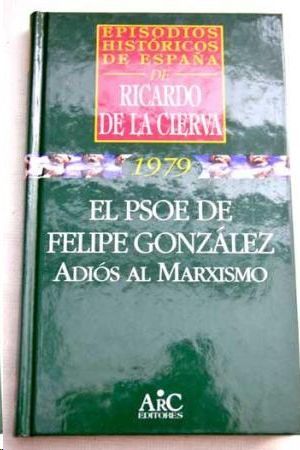 EPISODIOS
HISTÓRICOS
DE ESPAÑA
DE
RICARDO
DE LA CIERVA
1979
EL PSOE DE
FELIPE GONZÁLEZ
ADIÓS AL MARXISMO
ARC
EDITORES